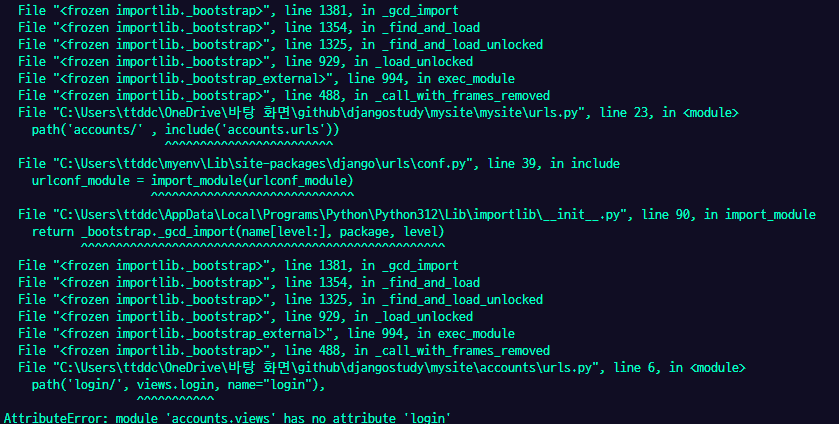 File "<frozen importlib._bootstrap>", line 1381, in _gcd_import
File "<frozen importlib._bootstrap>", line 1354, in _find_and_load
File "<frozen importlib._bootstrap>", line 1325, in _find_and_load_unlocked
File "<frozen importlib._bootstrap>", line 929, in _load_unlocked
File "<frozen importlib._bootstrap_external>", line 994, in exec_module
File "<frozen importlib._bootstrap>", line 488, in _call_with_frames_removed
File "C:\Users\ttddc\OneDrive\바탕 화면\github\djangostudy\mysite\mysite\urls.py", line 23, in <module>
path('accounts/' , include('accounts.urls'))
^^^^^^^^^^^^^^^^^^^^^^^^
File "C:\Users\ttddc\myenv\Lib\site-packages\django\urls\conf.py", line 39, in include
urlconf_module = import_module(urlconf_module)
^^^^^^^^^^^^^^^^^^^^^^^^^^^^^
File "C:\Users\ttddc\AppData\Local\Programs\Python\Python312\Lib\importlib\__init__.py", line 90, in import_module
return _bootstrap._gcd_import(name[level:], package, level)
^^^^^^^^^^^^^^^^^^^^^^^^^^^^^^^^^^^^^^^^^^^^^^^^^^^^
File "<frozen importlib._bootstrap>", line 1381, in _gcd_import
File "<frozen importlib._bootstrap>", line 1354, in _find_and_load
File "<frozen importlib._bootstrap>", line 1325, in _find_and_load_unlocked
File "<frozen importlib._bootstrap>", line 929, in _load_unlocked
File "<frozen importlib._bootstrap_external>", line 994, in exec_module
File "<frozen importlib._bootstrap>", line 488, in _call_with_frames_removed
File "C:\Users\ttddc\OneDrive\바탕 화면\github\djangostudy\mysite\accounts\urls.py", line 6, in <module>
path('login/', views.login, name="login"),
^^^^^^^^^^^
AttributeError: module 'accounts.views' has no attribute 'login'